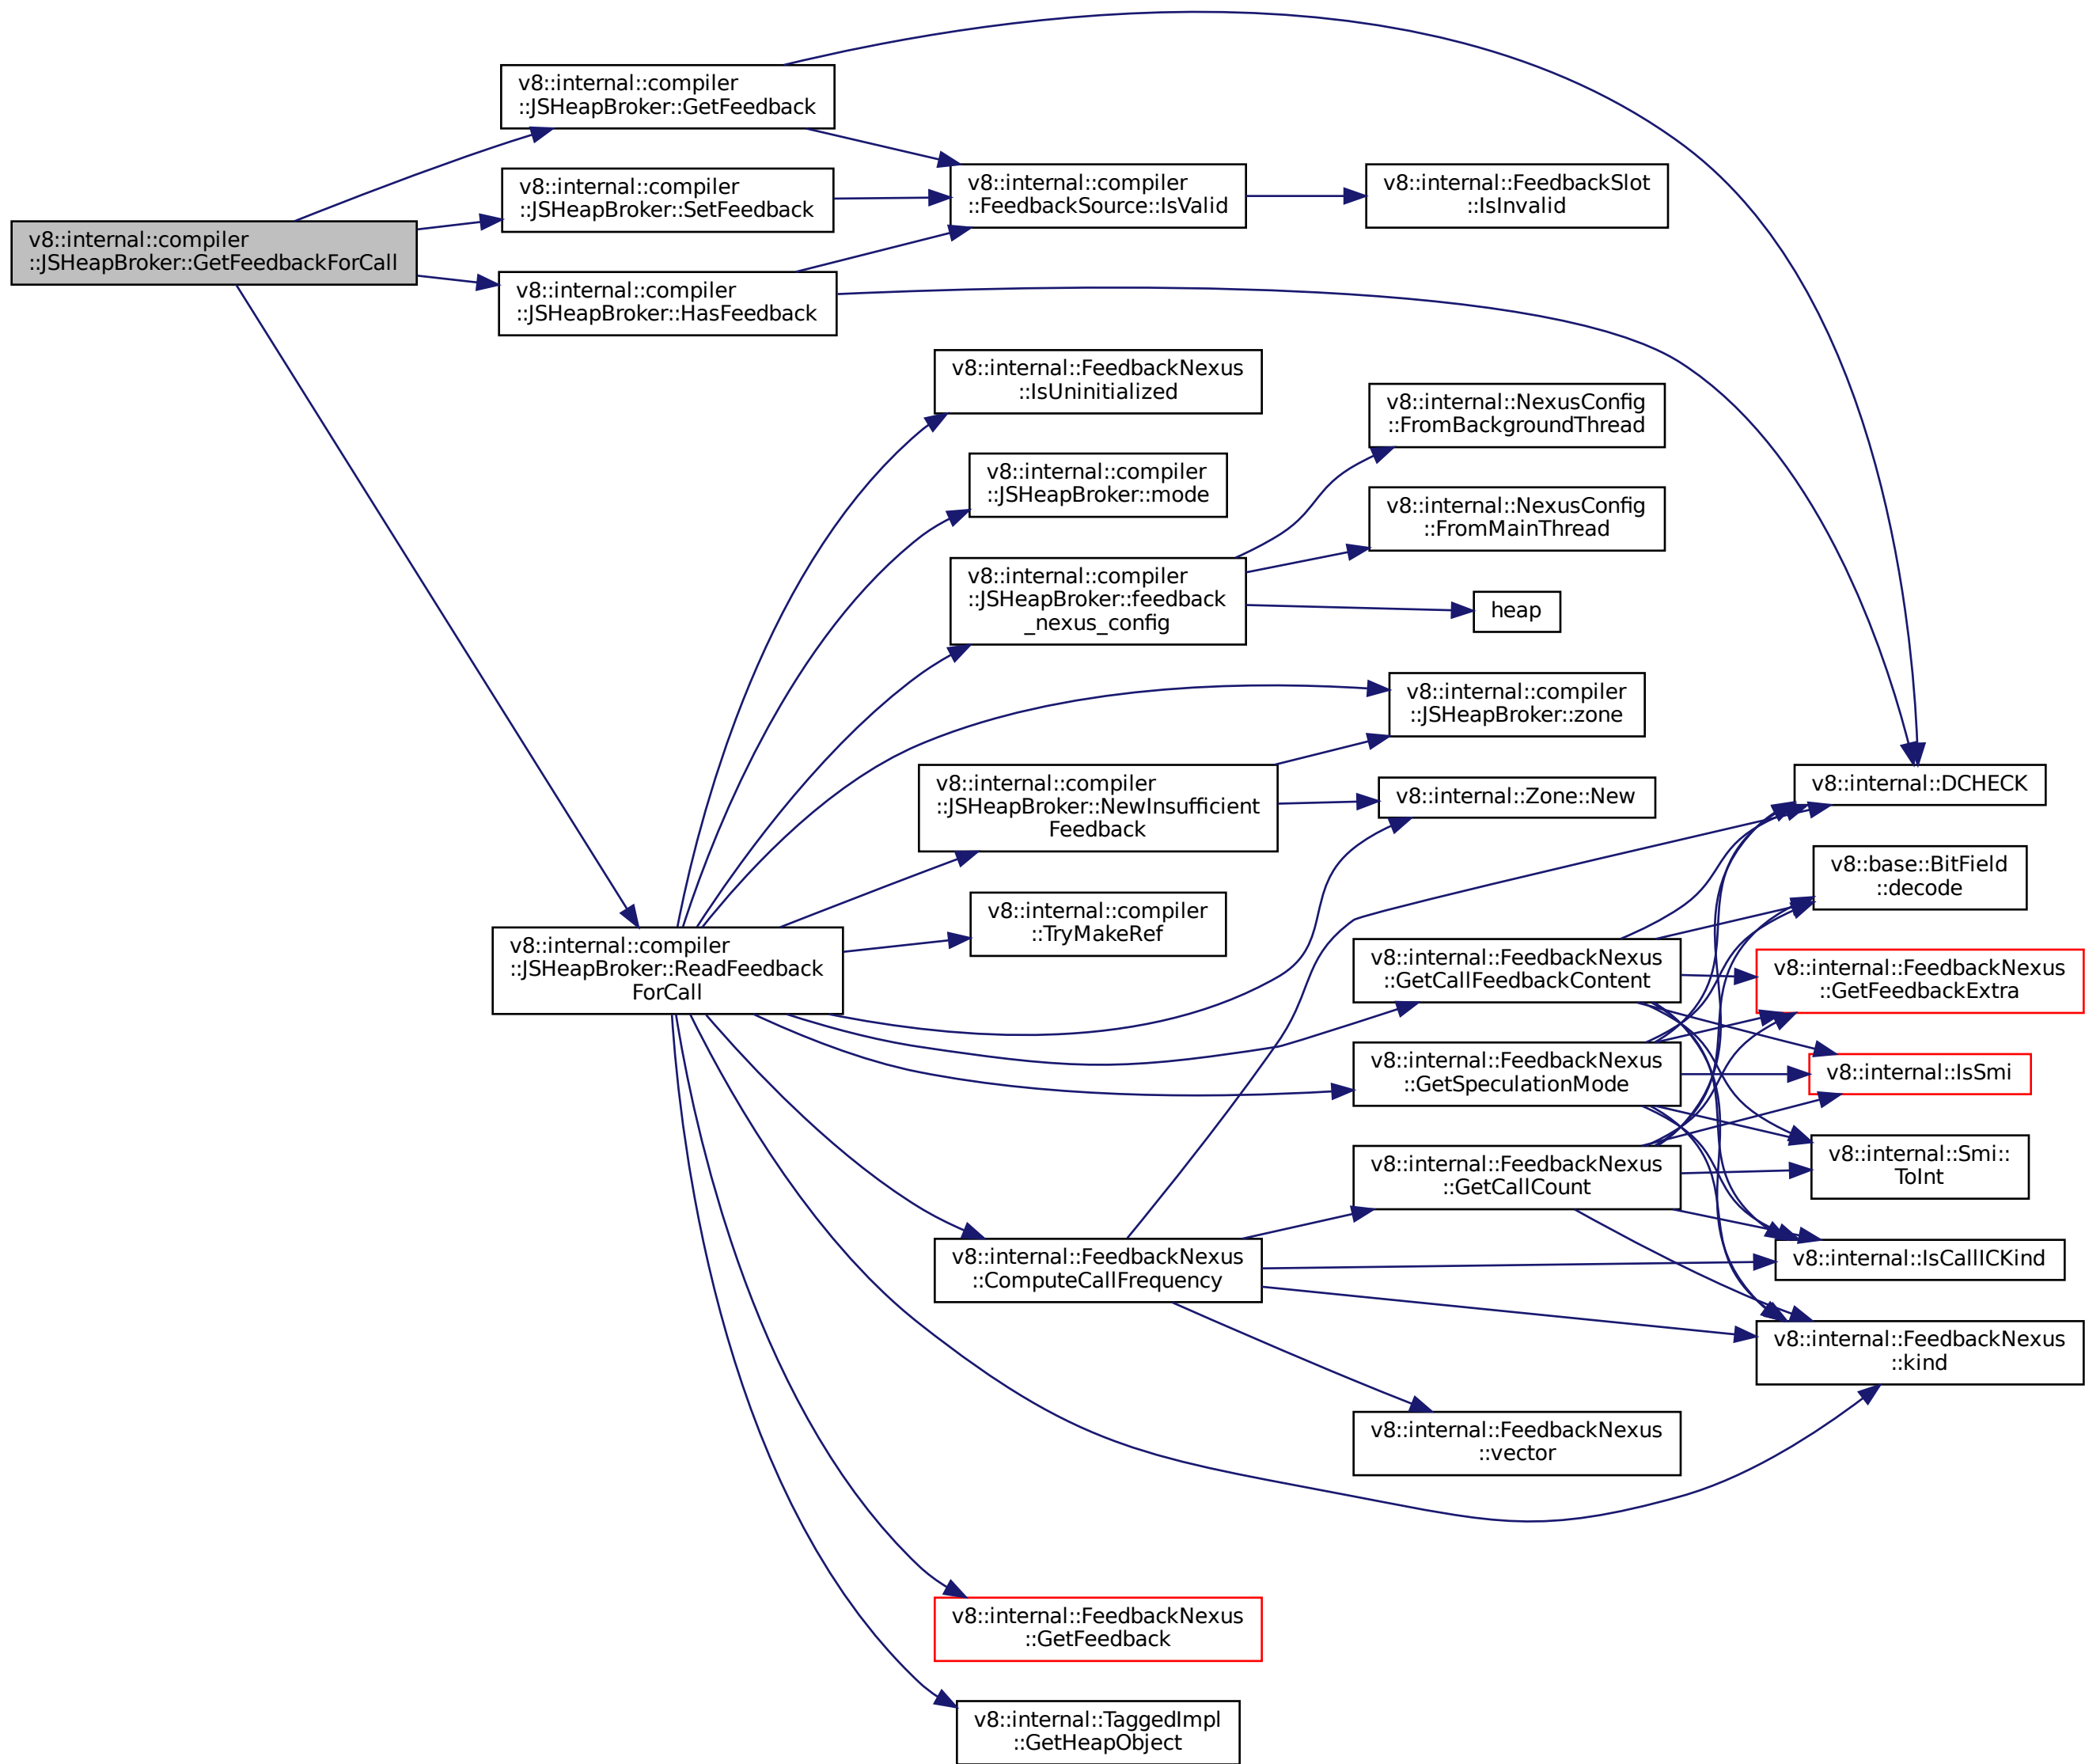 v8::internal::compiler
::JSHeapBroker::GetFeedbackForCall
v8::internal::compiler
::JSHeapBroker::GetFeedback
v8::internal::compiler
::JSHeapBroker::SetFeedback
v8::internal::compiler
::JSHeapBroker::HasFeedback
v8::internal::compiler
::JSHeapBroker::ReadFeedback
ForCall
v8::internal::compiler
::FeedbackSource::IsValid
v8::internal::FeedbackSlot
::IsInvalid
v8::internal::FeedbackNexus
::IsUninitialized
v8::internal::compiler
::JSHeapBroker::mode
v8::internal::compiler
::JSHeapBroker::feedback
_nexus_config
v8::internal::NexusConfig
::FromBackgroundThread
v8::internal::NexusConfig
::FromMainThread
heap
v8::internal::compiler
::JSHeapBroker::zone
v8::internal::compiler
::JSHeapBroker::NewInsufficient
Feedback
v8::internal::Zone::New
v8::internal::compiler
::TryMakeRef
v8::internal::FeedbackNexus
::GetCallFeedbackContent
v8::internal::FeedbackNexus
::GetSpeculationMode
v8::internal::FeedbackNexus
::GetCallCount
v8::internal::FeedbackNexus
::ComputeCallFrequency
v8::internal::FeedbackNexus
::vector
v8::internal::DCHECK
v8::base::BitField
::decode
v8::internal::FeedbackNexus
::GetFeedbackExtra
v8::internal::IsSmi
v8::internal::Smi::
ToInt
v8::internal::IsCallICKind
v8::internal::FeedbackNexus
::kind
v8::internal::FeedbackNexus
::GetFeedback
v8::internal::TaggedImpl
::GetHeapObject